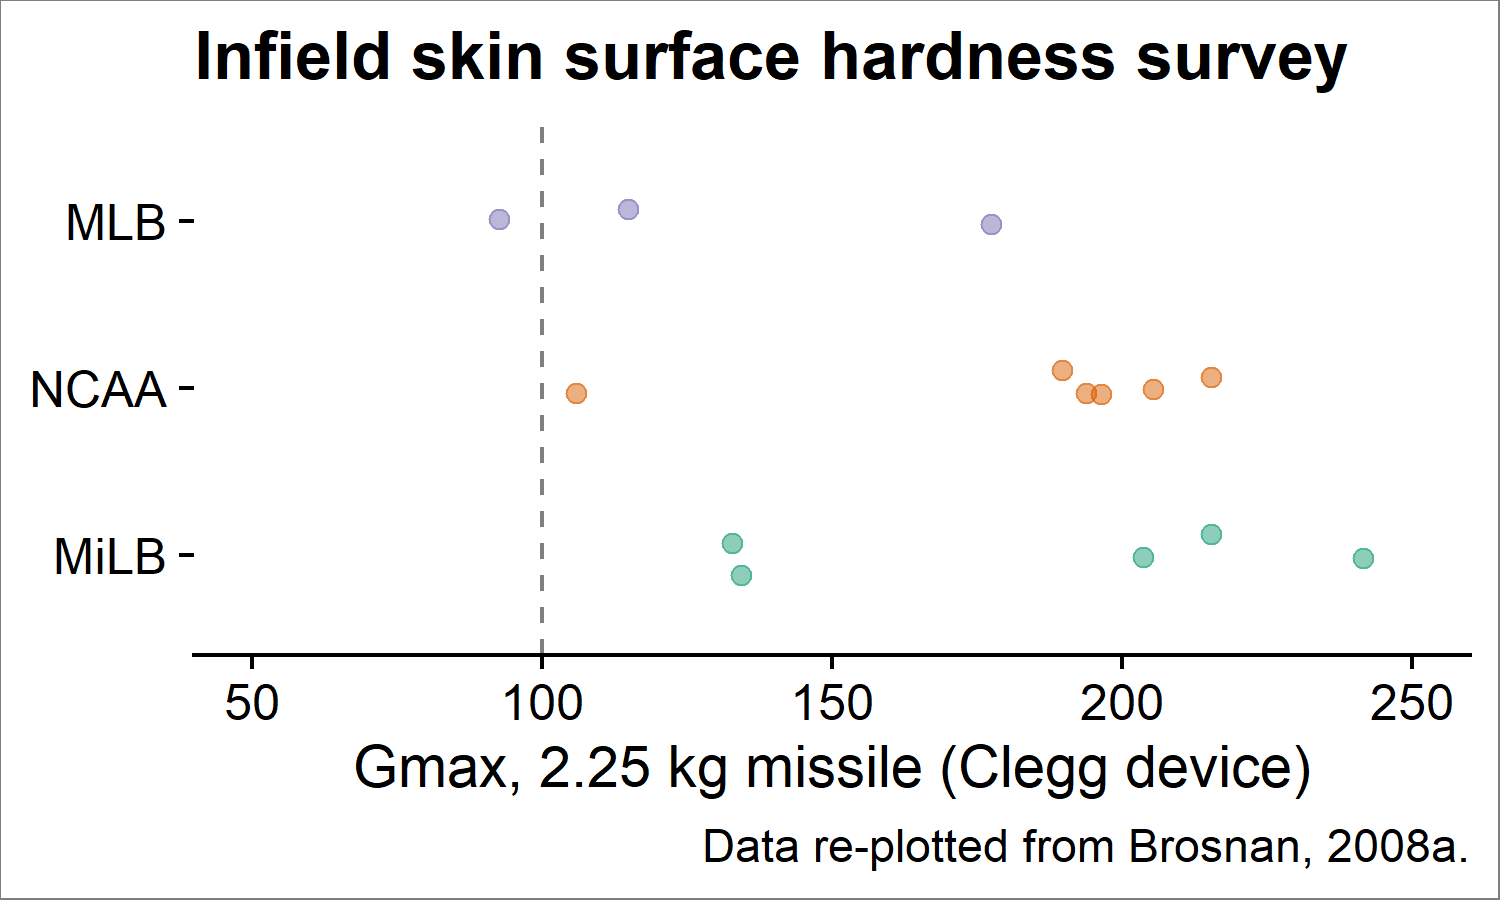 Infield skin surface hardness survey
MLB
NCAA
MiLB
50 100 150 200 250
Gmax, 2.25 kg missile (Clegg device)
Data re-plotted from Brosnan, 2008a.